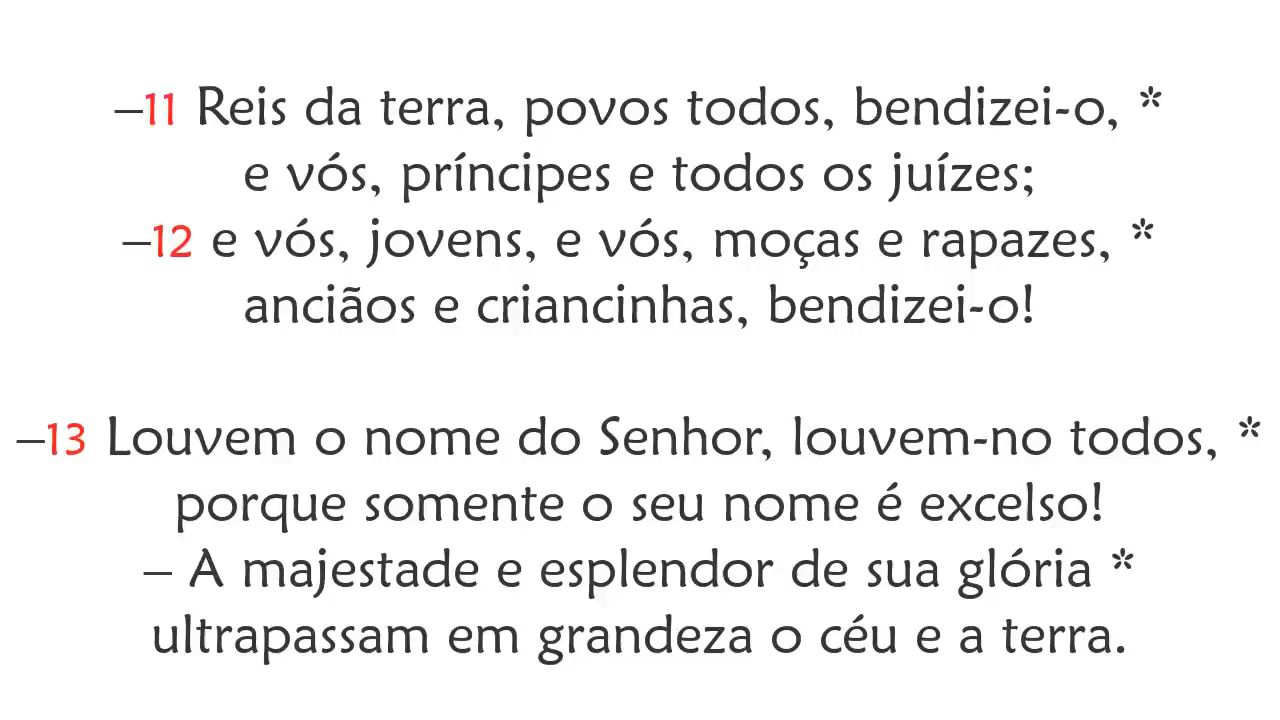 –11 Reis da terra, povos todos, bendizei-o, *
e vós, príncipes e todos os juízes;
–12 e vós, jovens, e vós, moças e rapazes, *
anciãos e criancinhas, bendizei-o!
–13 Louvem o nome do Senhor, louvem-no todos, *
porque somente o seu nome é excelso!
– A majestade e esplendor de sua glória *
ultrapassam em grandeza o céu e a terra.